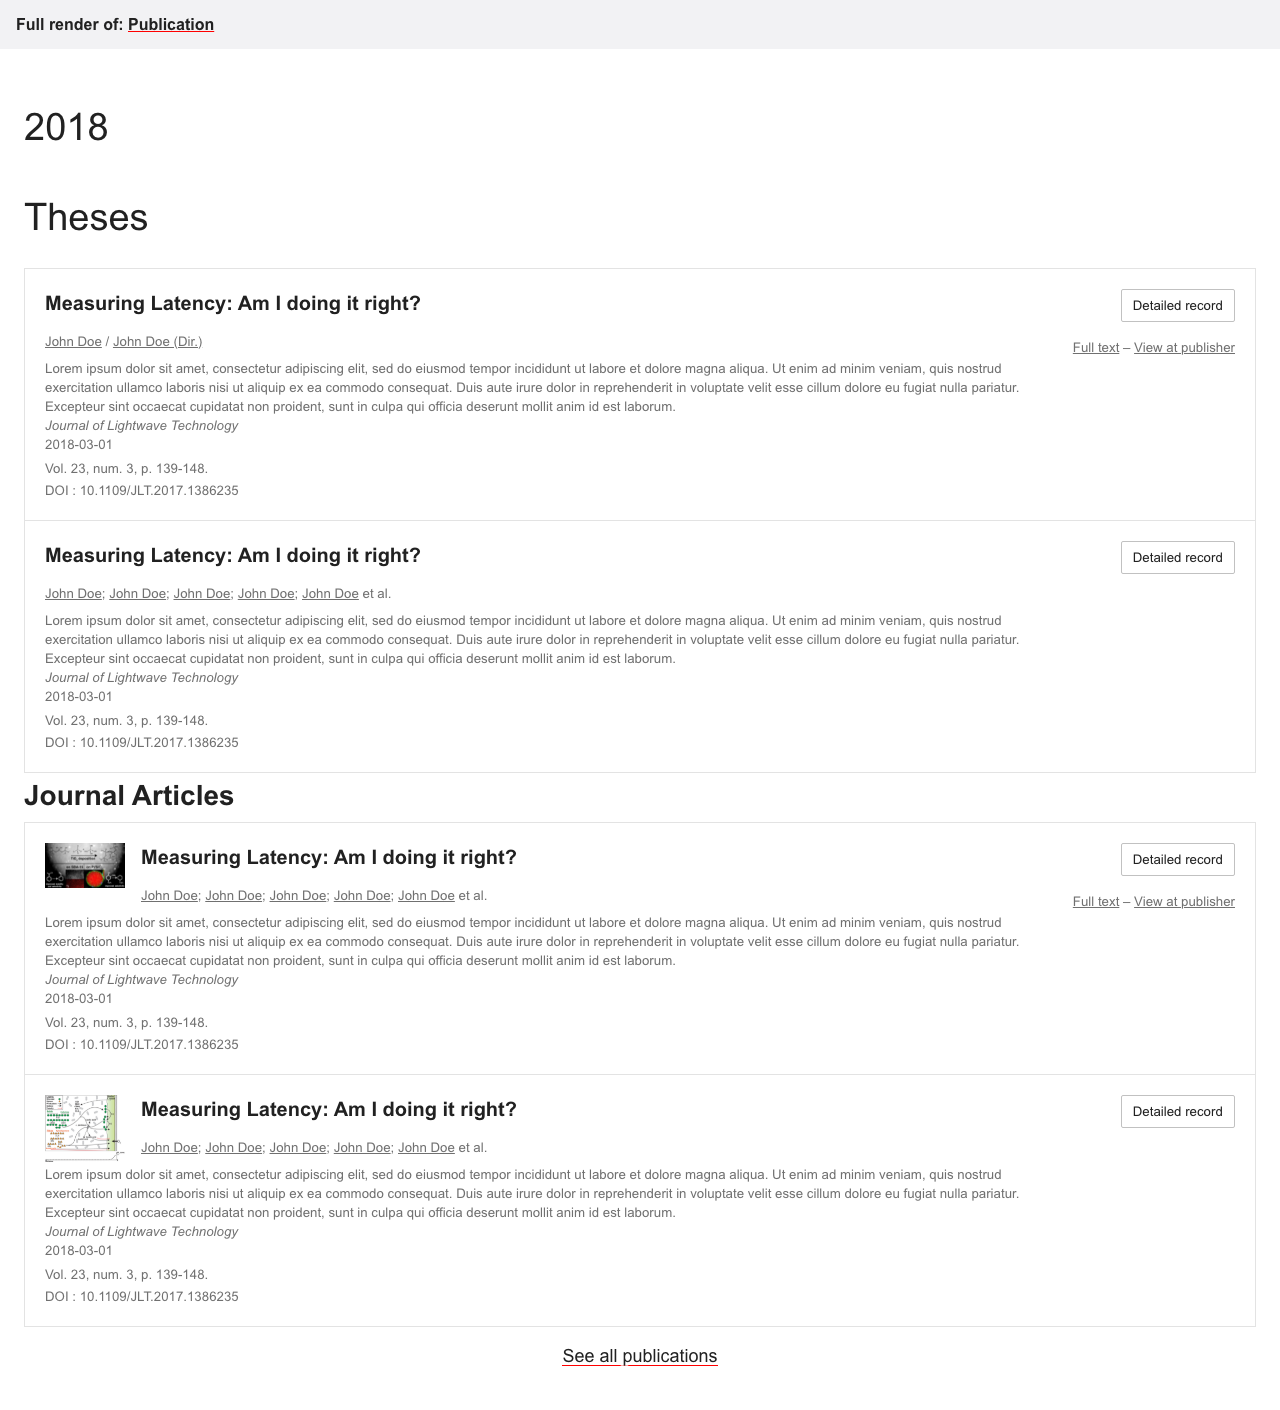 Full render of: Publication
2018
Theses
Measuring Latency: Am I doing it right?
Detailed record
John Doe / John Doe (Dir.)
Full text – View at publisher
Lorem ipsum dolor sit amet, consectetur adipiscing elit, sed do eiusmod tempor incididunt ut labore et dolore magna aliqua. Ut enim ad minim veniam, quis nostrud
exercitation ullamco laboris nisi ut aliquip ex ea commodo consequat. Duis aute irure dolor in reprehenderit in voluptate velit esse cillum dolore eu fugiat nulla pariatur.
Excepteur sint occaecat cupidatat non proident, sunt in culpa qui officia deserunt mollit anim id est laborum.
Journal of Lightwave Technology
2018-03-01
Vol. 23, num. 3, p. 139-148.
DOI : 10.1109/JLT.2017.1386235
Measuring Latency: Am I doing it right?
Detailed record
John Doe; John Doe; John Doe; John Doe; John Doe et al.
Lorem ipsum dolor sit amet, consectetur adipiscing elit, sed do eiusmod tempor incididunt ut labore et dolore magna aliqua. Ut enim ad minim veniam, quis nostrud
exercitation ullamco laboris nisi ut aliquip ex ea commodo consequat. Duis aute irure dolor in reprehenderit in voluptate velit esse cillum dolore eu fugiat nulla pariatur.
Excepteur sint occaecat cupidatat non proident, sunt in culpa qui officia deserunt mollit anim id est laborum.
Journal of Lightwave Technology
2018-03-01
Vol. 23, num. 3, p. 139-148.
DOI : 10.1109/JLT.2017.1386235
Journal Articles
Measuring Latency: Am I doing it right?
Detailed record
John Doe; John Doe; John Doe; John Doe; John Doe et al.
Full text – View at publisher
Lorem ipsum dolor sit amet, consectetur adipiscing elit, sed do eiusmod tempor incididunt ut labore et dolore magna aliqua. Ut enim ad minim veniam, quis nostrud
exercitation ullamco laboris nisi ut aliquip ex ea commodo consequat. Duis aute irure dolor in reprehenderit in voluptate velit esse cillum dolore eu fugiat nulla pariatur.
Excepteur sint occaecat cupidatat non proident, sunt in culpa qui officia deserunt mollit anim id est laborum.
Journal of Lightwave Technology
2018-03-01
Vol. 23, num. 3, p. 139-148.
DOI : 10.1109/JLT.2017.1386235
Measuring Latency: Am I doing it right?
Detailed record
John Doe; John Doe; John Doe; John Doe; John Doe et al.
Lorem ipsum dolor sit amet, consectetur adipiscing elit, sed do eiusmod tempor incididunt ut labore et dolore magna aliqua. Ut enim ad minim veniam, quis nostrud
exercitation ullamco laboris nisi ut aliquip ex ea commodo consequat. Duis aute irure dolor in reprehenderit in voluptate velit esse cillum dolore eu fugiat nulla pariatur.
Excepteur sint occaecat cupidatat non proident, sunt in culpa qui officia deserunt mollit anim id est laborum.
Journal of Lightwave Technology
2018-03-01
Vol. 23, num. 3, p. 139-148.
DOI : 10.1109/JLT.2017.1386235
See all publications